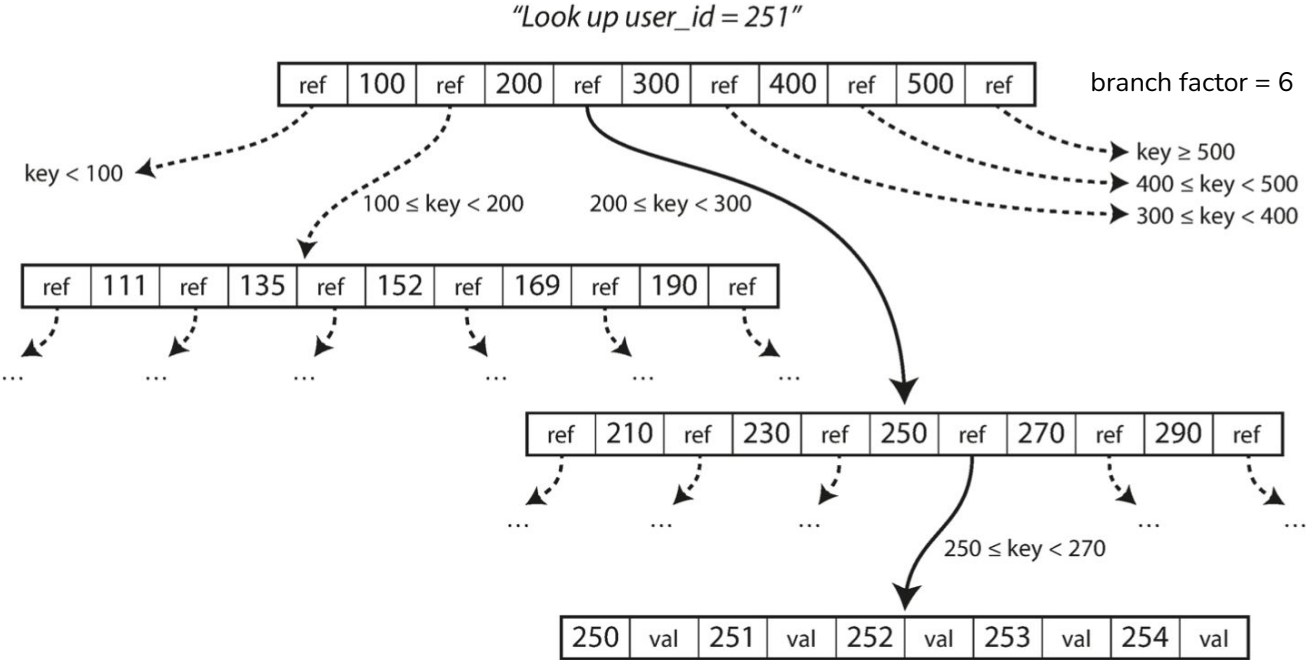 “Look up user_id = 251”
ref 100 ref 200 ref 300 ref 400 ref 500 ref
branch factor = 6
key < 100
key ≥ 500
400 ≤ key < 500
300 ≤ key < 400
100 ≤ key < 200
200 ≤ key < 300
ref 111 ref 135 ref 152 ref 169 ref 190 ref
... ... ... ... ... ...
ref 210 ref 230 ref 250 ref 270 ref 290 ref
... ... ... ... ...
250 ≤ key < 270
250 val 251 val 252 val 253 val 254 val